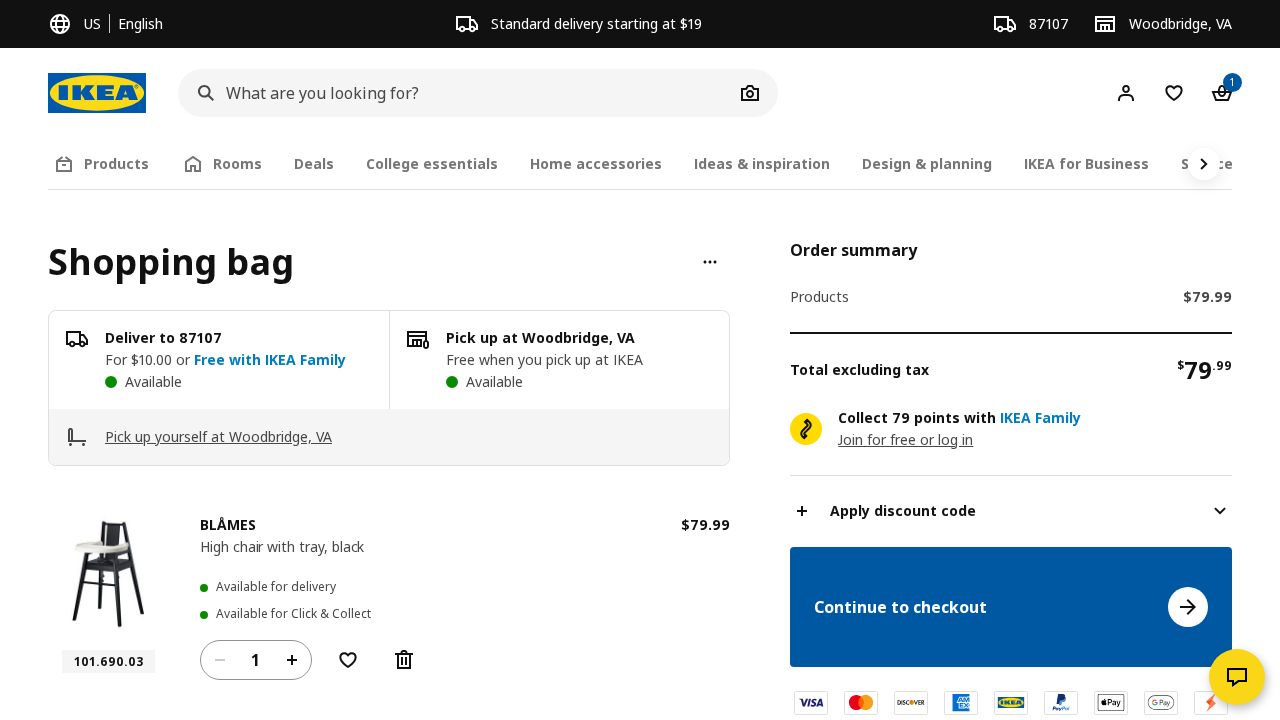 US | English
Standard delivery starting at $19
87107
Woodbridge, VA
IKEA
What are you looking for?
1
Products
Rooms
Deals
College essentials
Home accessories
Ideas & inspiration
Design & planning
IKEA for Business
Shopping bag
Order summary
Products
$79.99
Deliver to 87107
For $10.00 or Free with IKEA Family
Available
Pick up at Woodbridge, VA
Free when you pick up at IKEA
Available
Pick up yourself at Woodbridge, VA
Total excluding tax
$79.99
Collect 79 points with IKEA Family
Join for free or log in
Apply discount code
Continue to checkout
BLÅMES
$79.99
High chair with tray, black
Available for delivery
Available for Click & Collect
101.690.03
1
VISA
DISCOVER
AMEX
IKEA
PayPal
Pay
G Pay